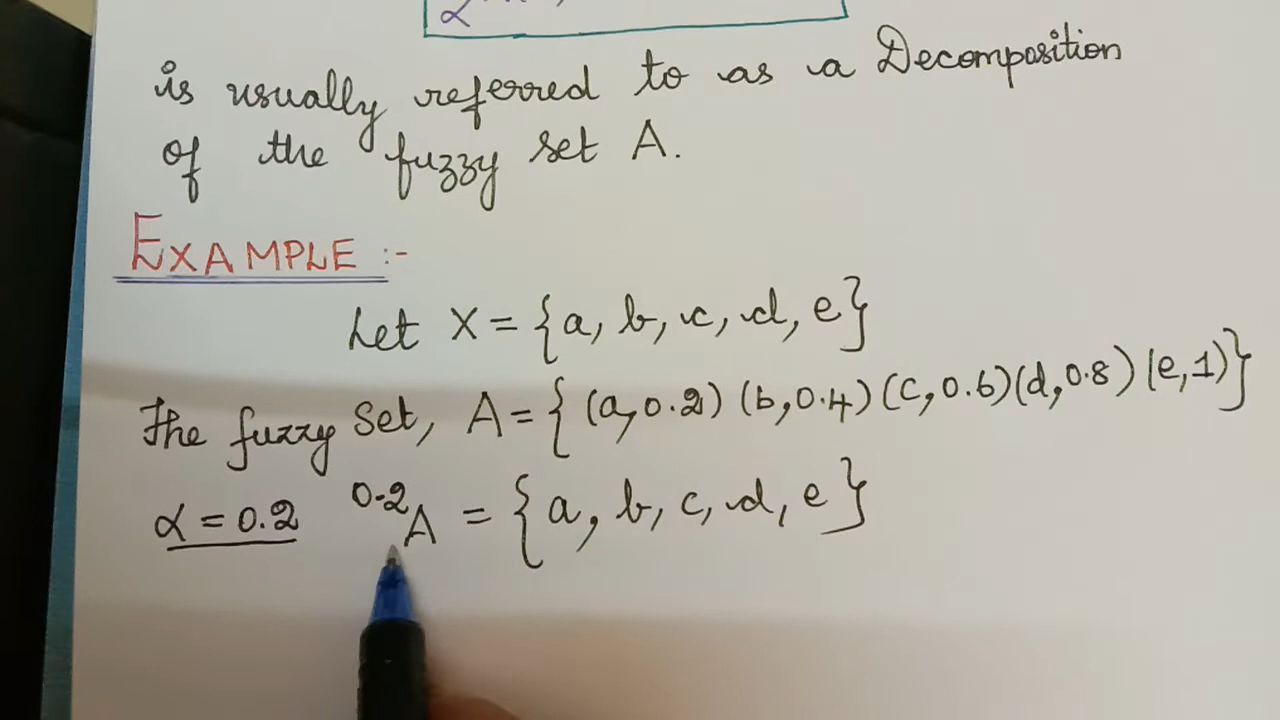 α
is usually referred to as a Decomposition
of the fuzzy set A.
EXAMPLE :-
Let X = {a, b, c, d, e}
The fuzzy Set, A = { (a,0.2) (b,0.4) (c,0.6) (d,0.8) (e,1)}
α = 0.2 ⁰·²A = {a, b, c, d, e}